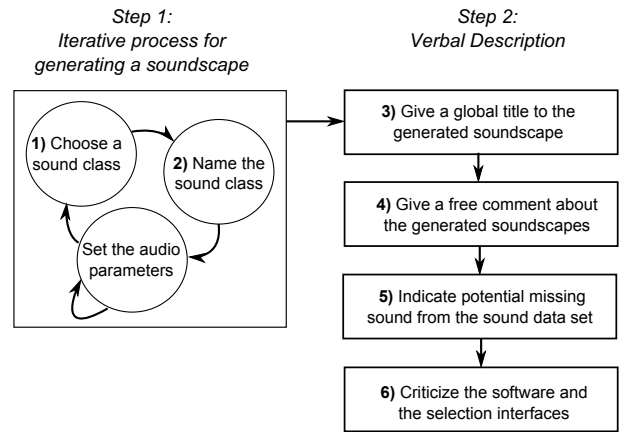 Step 1:
Iterative process for
generating a soundscape
1) Choose a
sound class
2) Name the
sound class
Set the audio
parameters
Step 2:
Verbal Description
3) Give a global title to the
generated soundscape
4) Give a free comment about
the generated soundscapes
5) Indicate potential missing
sound from the sound data set
6) Criticize the software and
the selection interfaces